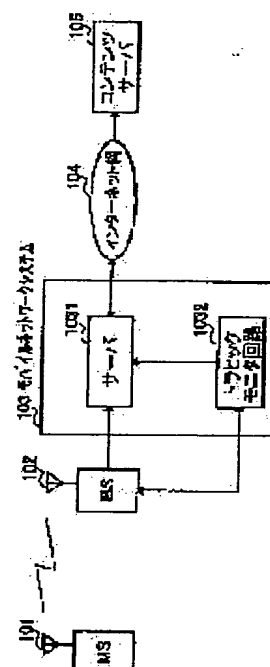 101
MS
102
BS
103 モバイルネットワークシステム
1031
サーバ
1032
トラヒック
モニタ回路
104
インターネット網
105
コンテンツ
サーバ